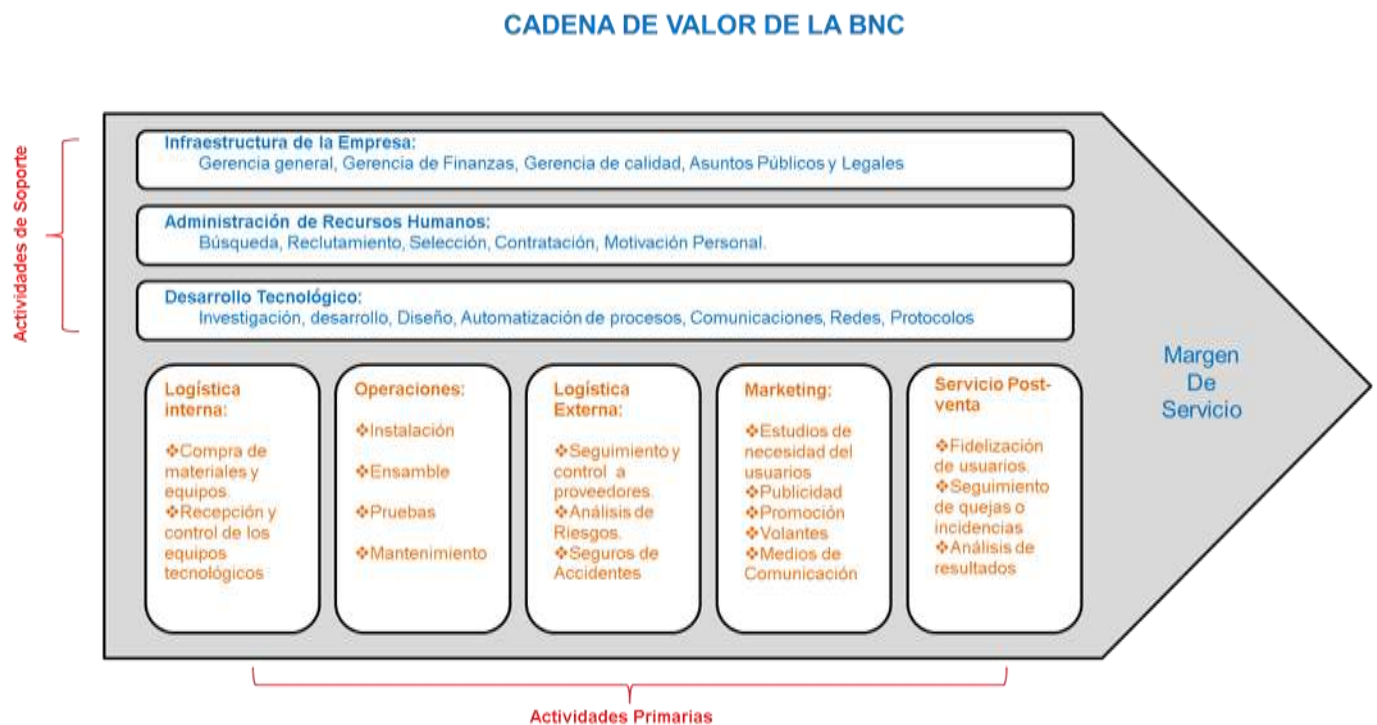 CADENA DE VALOR DE LA BNC
Actividades de Soporte
Infraestructura de la Empresa:
Gerencia general, Gerencia de Finanzas, Gerencia de calidad, Asuntos Públicos y Legales
Administración de Recursos Humanos:
Búsqueda, Reclutamiento, Selección, Contratación, Motivación Personal.
Desarrollo Tecnológico:
Investigación, desarrollo, Diseño, Automatización de procesos, Comunicaciones, Redes, Protocolos
Logística
interna:
❖Compra de
materiales y
equipos.
❖Recepción y
control de los
equipos
tecnológicos
Operaciones:
❖Instalación
❖Ensamble
❖Pruebas
❖Mantenimiento
Logística
Externa:
❖Seguimiento y
control a
proveedores.
❖Análisis de
Riesgos.
❖Seguros de
Accidentes
Marketing:
❖Estudios de
necesidad del
usuarios
❖Publicidad
❖Promoción
❖Volantes
❖Medios de
Comunicación
Servicio Post-
venta
❖Fidelización
de usuarios.
❖Seguimiento
de quejas o
incidencias
❖Análisis de
resultados
Margen
De
Servicio
Actividades Primarias